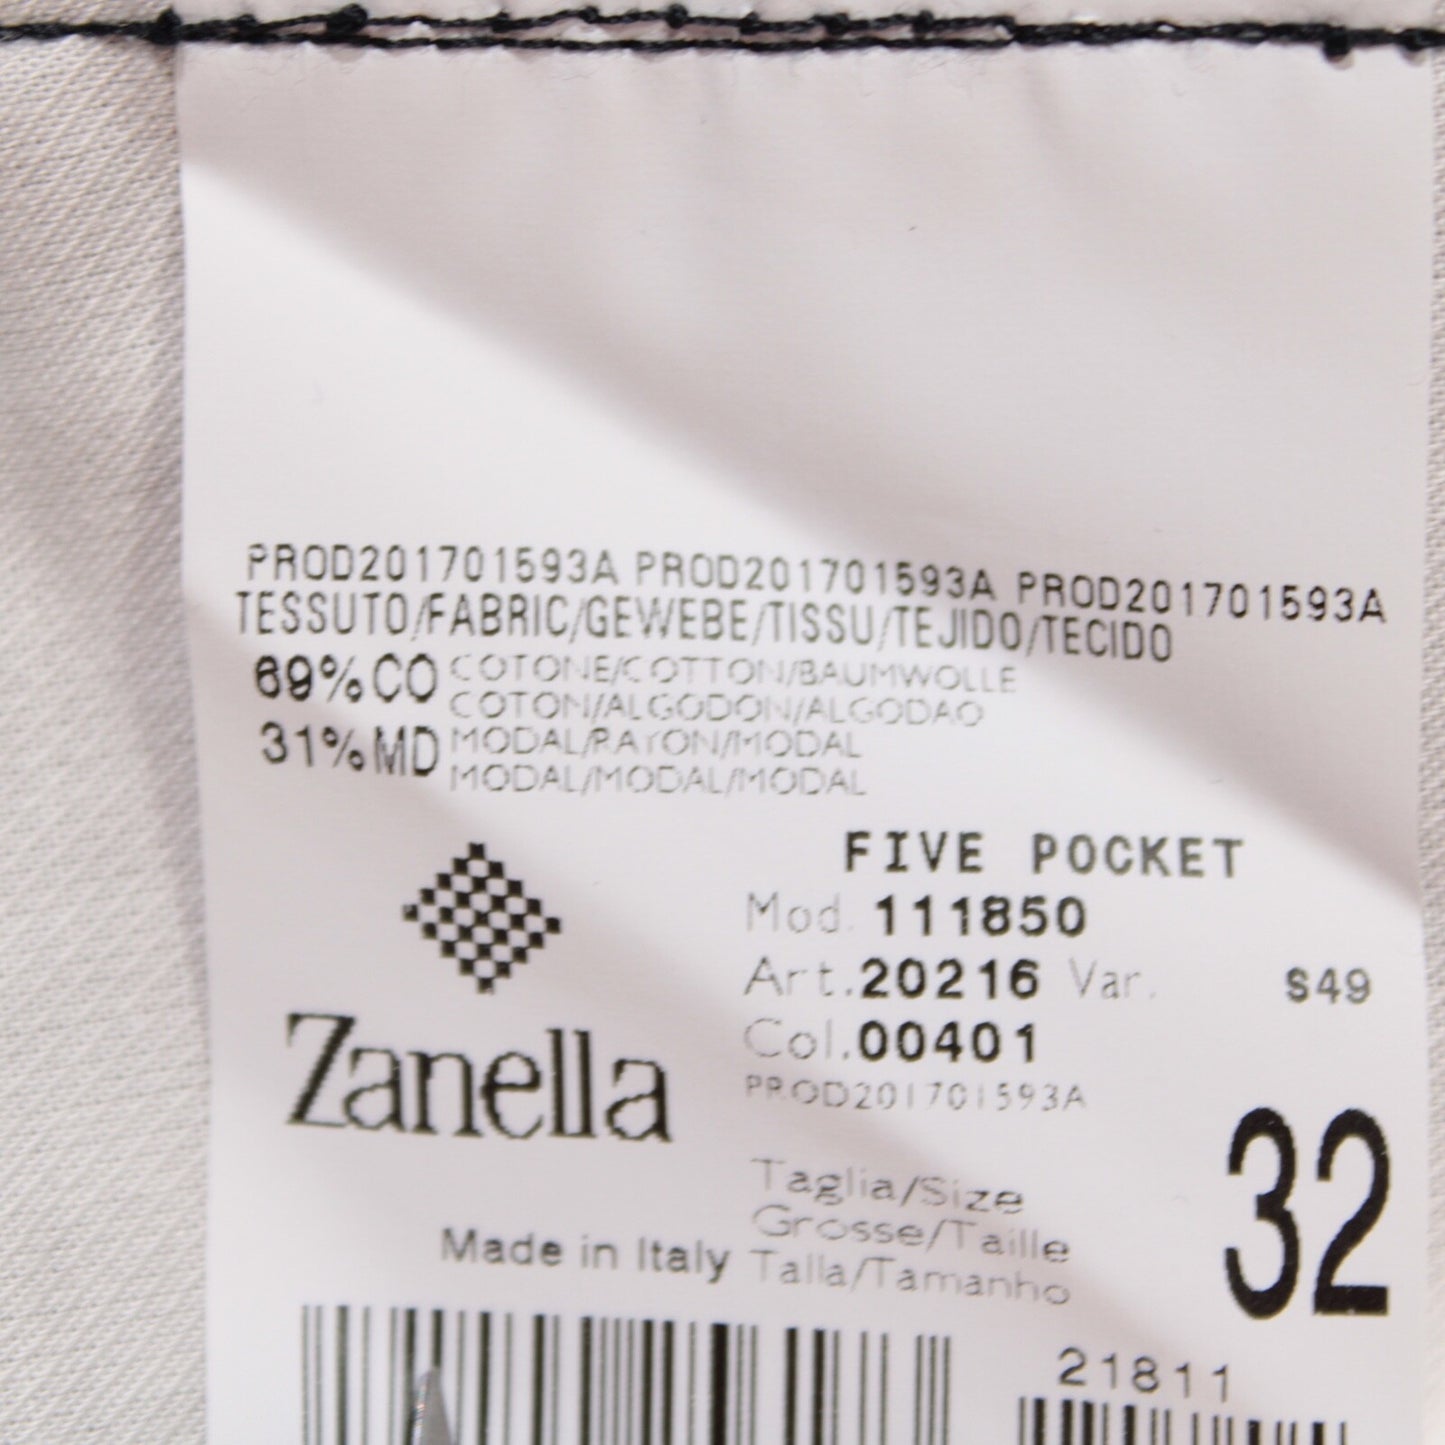 PROD201701593A PROD201701593A PROD201701593A
TESSUTO/FABRIC/GEWEBE/TISSU/TEJIDO/TECIDO
69%CO COTONE/COTTON/BAUMWOLLE
COTON/ALGODON/ALGODAO
31%MD MODAL/RAYON/MODAL
MODAL/MODAL/MODAL
FIVE POCKET
Mod. 111850
Art.20216 Var. S49
Col.00401
PROD201701593A
Zanella
32
Taglia/Size
Grosse/Taille
Made in Italy Talla/Tamanho
21811